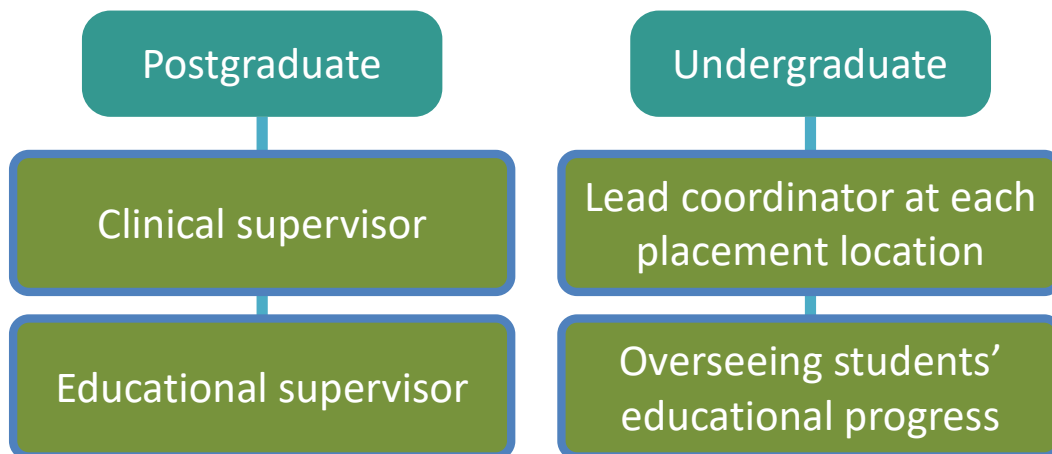 Postgraduate
Clinical supervisor
Educational supervisor
Undergraduate
Lead coordinator at each
placement location
Overseeing students’
educational progress